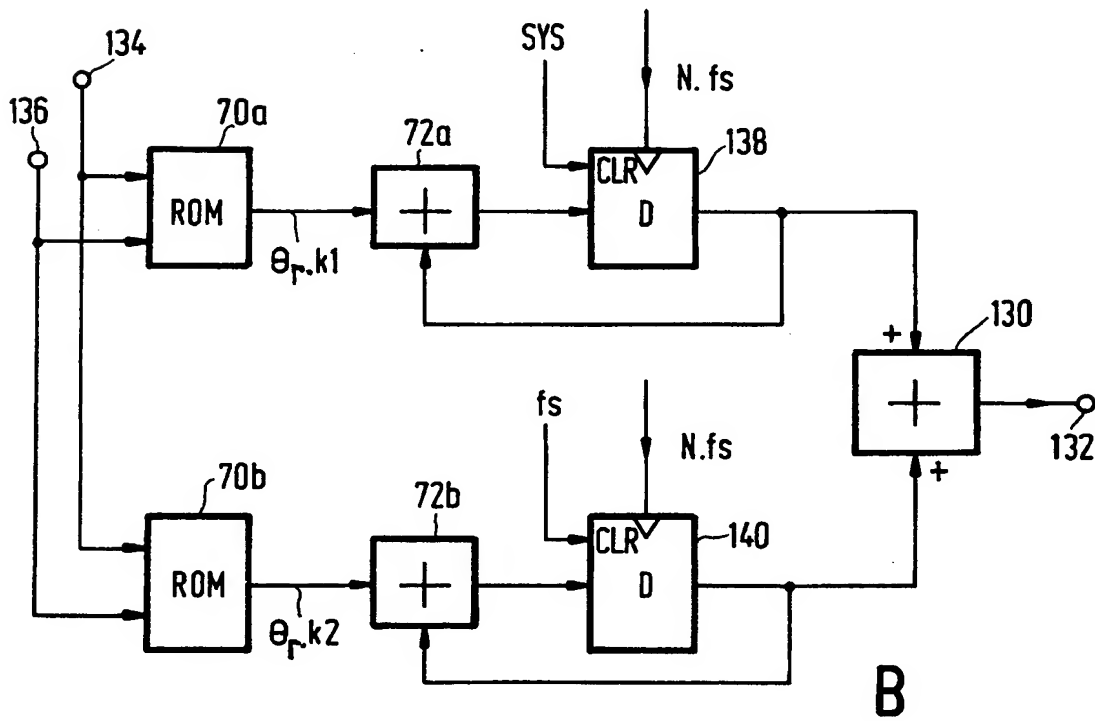 134
SYS
136
N.fs
70a
72a
138
CLR
ROM
+
D
θr.k1
130
+
+
fs
132
N.fs
+
70b
72b
140
CLR
ROM
+
D
θr.k2
B